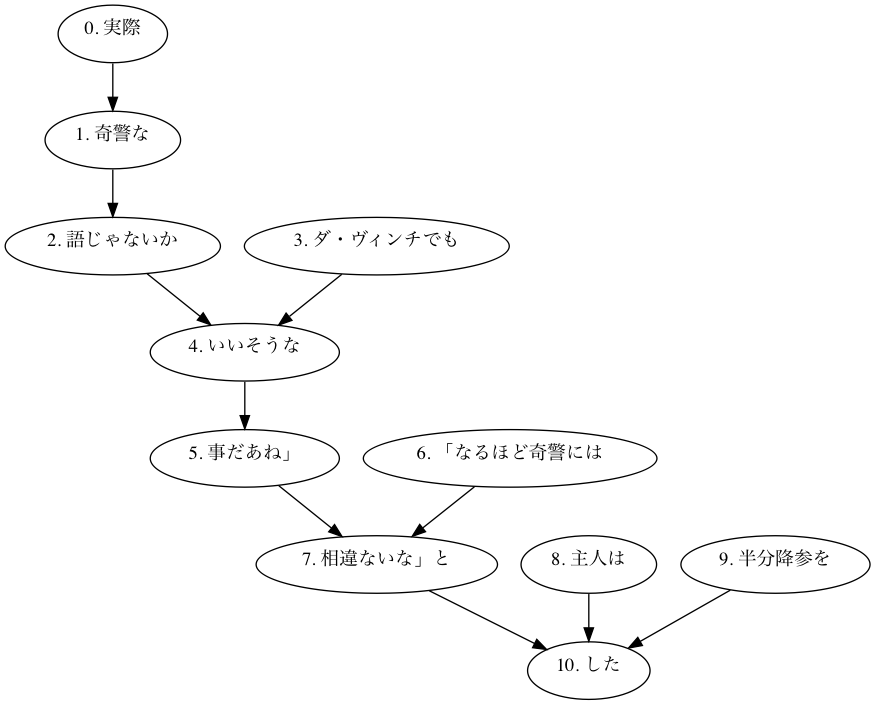 0. 実際
1. 奇警な
2. 語じゃないか
3. ダ・ヴィンチでも
4. いいそうな
5. 事だあね」
6. 「なるほど奇警には
7. 相違ないな」と
8. 主人は
9. 半分降参を
10. した